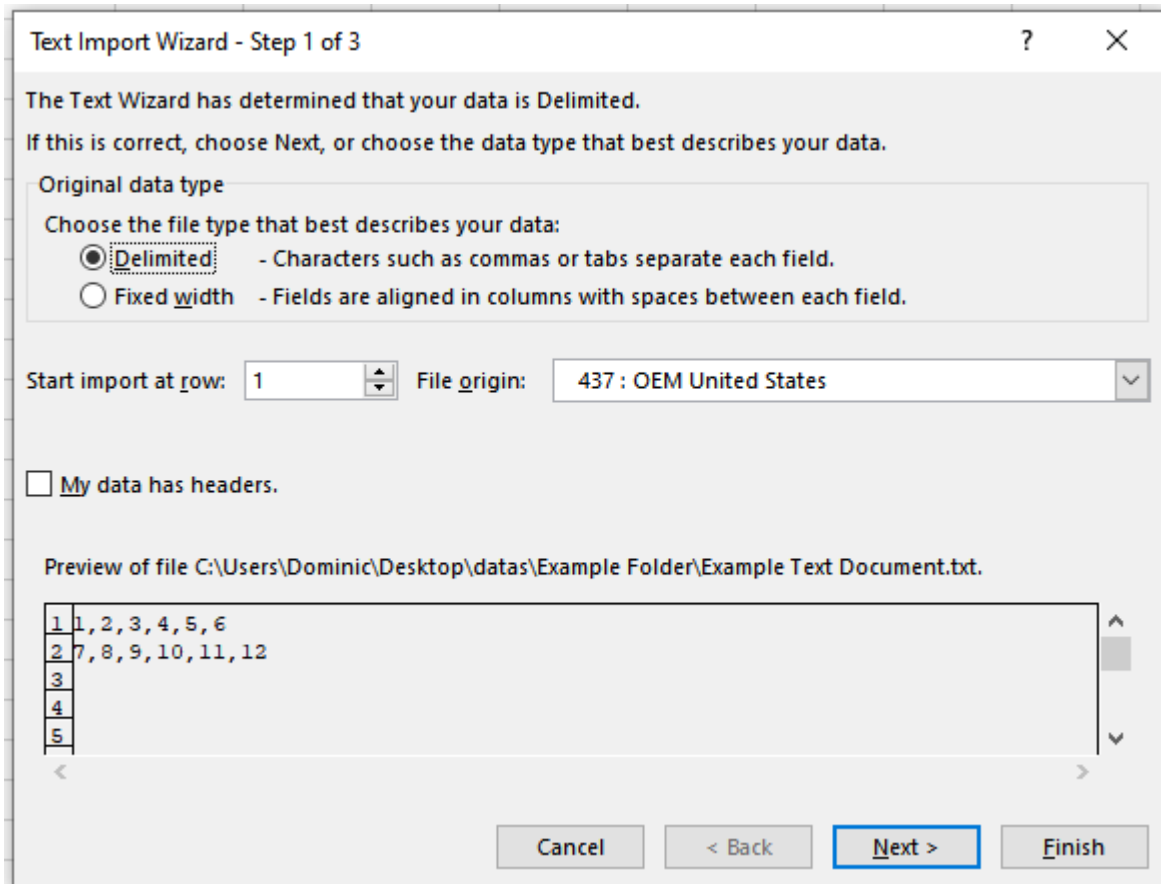 Text Import Wizard - Step 1 of 3 ?
The Text Wizard has determined that your data is Delimited.
If this is correct, choose Next, or choose the data type that best describes your data.
Original data type
Choose the file type that best describes your data:
Delimited - Characters such as commas or tabs separate each field.
Fixed width - Fields are aligned in columns with spaces between each field.
Start import at row: 1 File origin: 437 : OEM United States
My data has headers.
Preview of file C:\Users\Dominic\Desktop\datas\Example Folder\Example Text Document.txt.
1 1,2,3,4,5,6
2 7,8,9,10,11,12
3
4
5
Cancel < Back Next > Finish